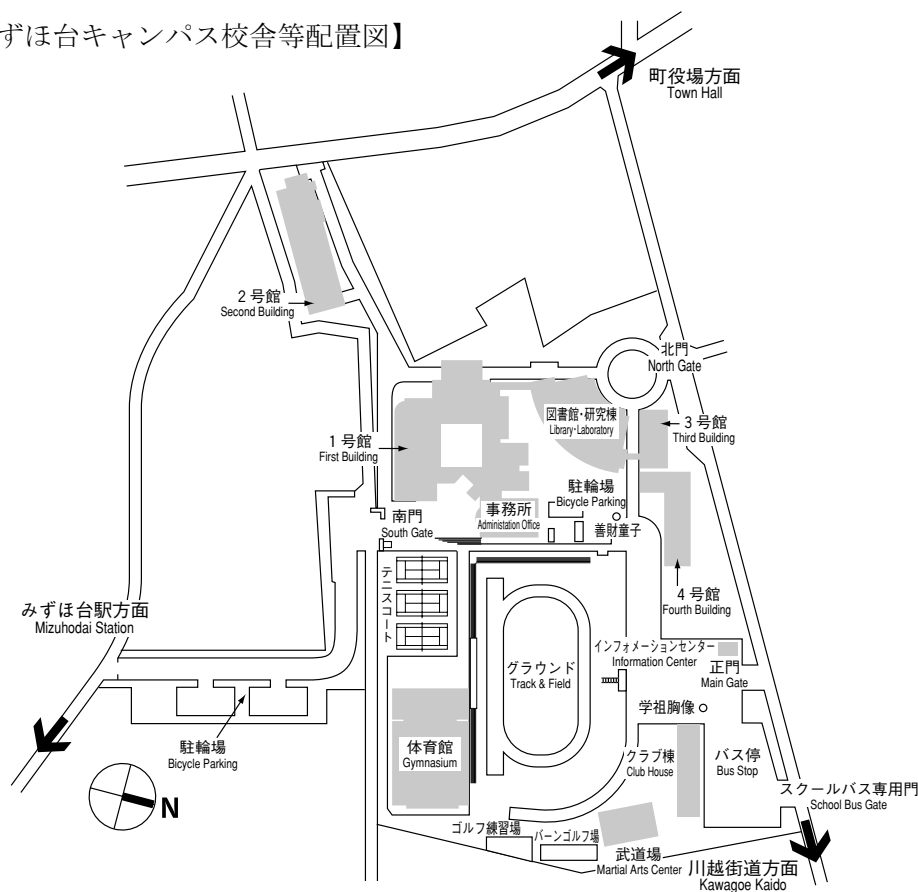 ずほ台キャンパス校舎等配置図】
町役場方面
Town Hall
2号館
Second Building
北門
North Gate
図書館・研究棟
Library・Laboratory
3号館
Third Building
1号館
First Building
駐輪場
Bicycle Parking
南門
South Gate
事務所
Administation Office
善財童子
テニスコート
4号館
Fourth Building
みずほ台駅方面
Mizuhodai Station
グラウンド
Track & Field
インフォメーションセンター
Information Center
正門
Main Gate
学祖胸像
駐輪場
Bicycle Parking
体育館
Gymnasium
クラブ棟
Club House
バス停
Bus Stop
スクールバス専用門
School Bus Gate
N
ゴルフ練習場
バーンゴルフ場
武道場
Martial Arts Center
川越街道方面
Kawagoe Kaido